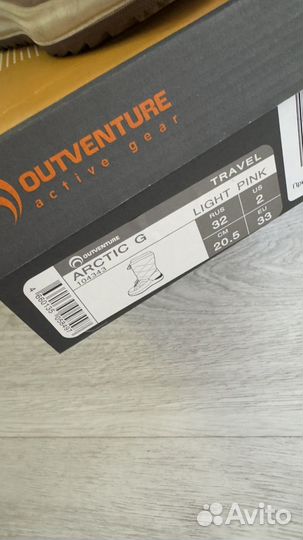 OUTVENTURE
active gear
TRAVEL
OUTVENTURE
ARCTIC G
104343
LIGHT PINK
RUS
32
US
2
CM
20.5
EU
33
Avito